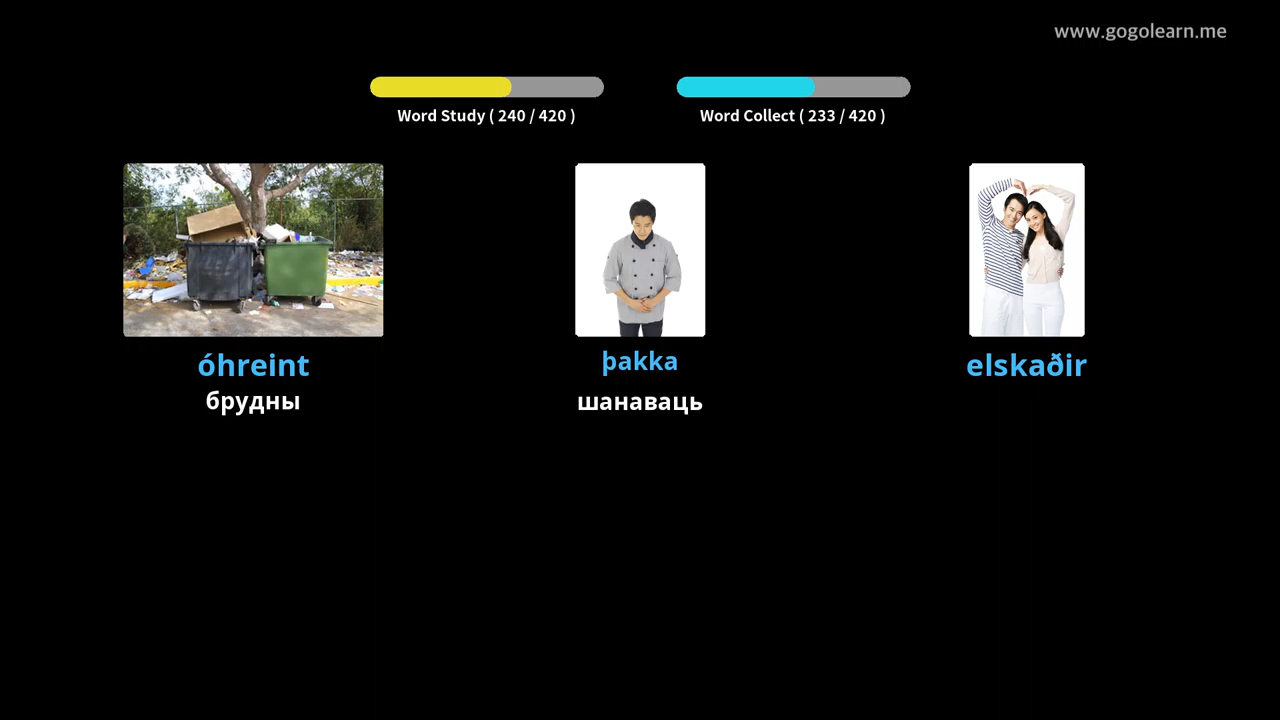 www.gogolearn.me
Word Study ( 240 / 420 )
Word Collect ( 233 / 420 )
óhreint
þakka
elskaðir
брудны
шанаваць